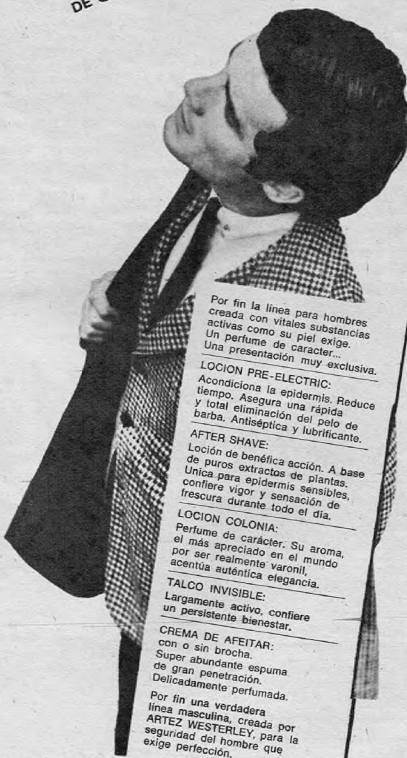 DE
Por fin la línea para hombres
creada con vitales substancias
activas como su piel exige.
Un perfume de caracter...
Una presentación muy exclusiva.
LOCION PRE-ELECTRIC:
Acondiciona la epidermis. Reduce
tiempo. Asegura una rápida
y total eliminación del pelo de
barba. Antiséptica y lubrificante.
AFTER SHAVE:
Loción de benéfica acción. A base
de puros extractos de plantas.
Unica para epidermis sensibles,
confiere vigor y sensación de
frescura durante todo el día.
LOCION COLONIA:
Perfume de carácter. Su aroma,
el más apreciado en el mundo
por ser realmente varonil,
acentúa auténtica elegancia.
TALCO INVISIBLE:
Largamente activo, confiere
un persistente bienestar.
CREMA DE AFEITAR:
con o sin brocha.
Super abundante espuma
de gran penetración.
Delicadamente perfumada.
Por fin una verdadera
línea masculina, creada por
ARTEZ WESTERLEY, para la
seguridad del hombre que
exige perfección.